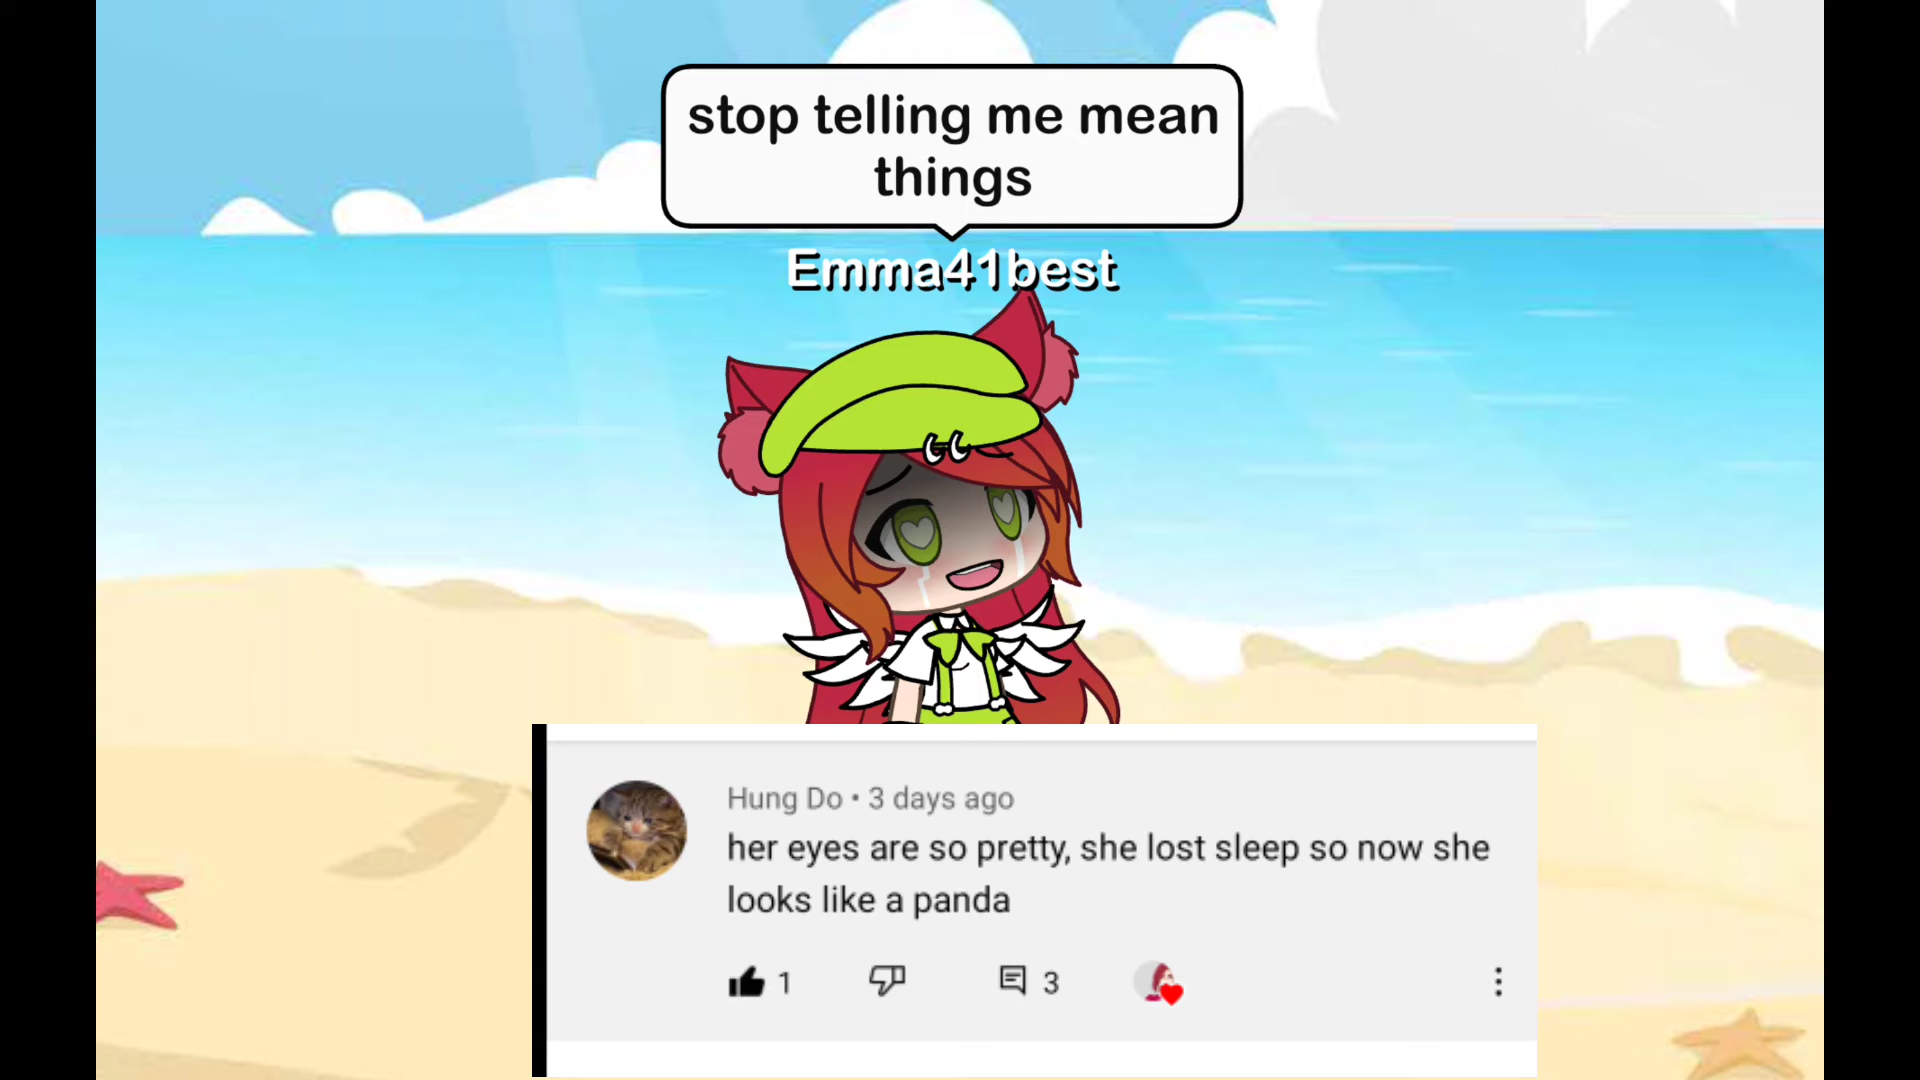 stop telling me mean
things
Emma41best
Hung Do • 3 days ago
her eyes are so pretty, she lost sleep so now she
looks like a panda
1
3